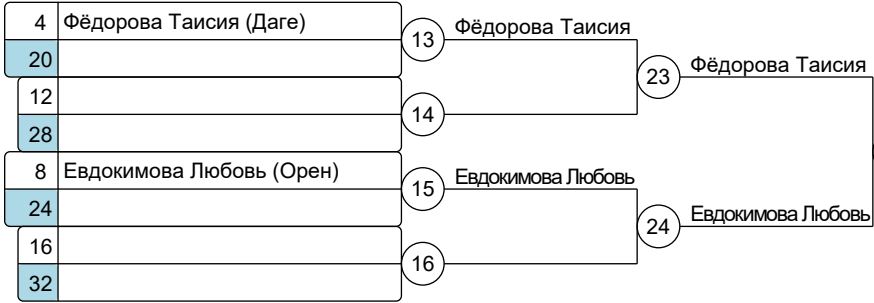 4 Фёдорова Таисия (Даге)
20
13 Фёдорова Таисия
12
28
14
23 Фёдорова Таисия
8 Евдокимова Любовь (Орен)
24
15 Евдокимова Любовь
16
32
16
24 Евдокимова Любовь